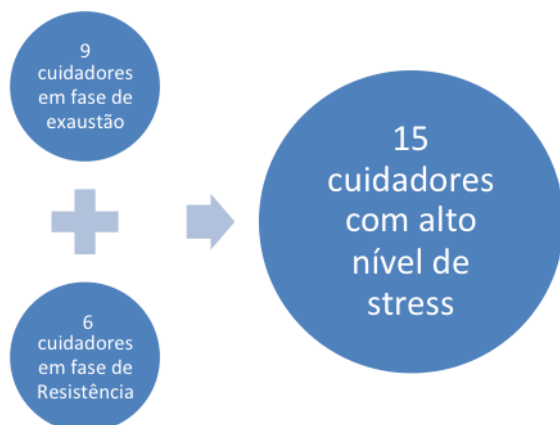 9
cuidadores
em fase de
exaustão
6
cuidadores
em fase de
Resistência
15
cuidadores
com alto
nível de
stress